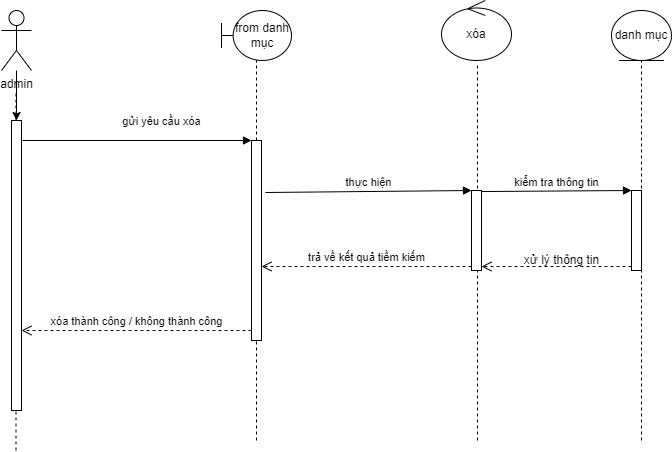 from danh
mục
xóa
danh mục
admin
gửi yêu cầu xóa
thực hiện
kiểm tra thông tin
trả về kết quả tiềm kiếm
xử lý thông tin
xóa thành công / không thành công